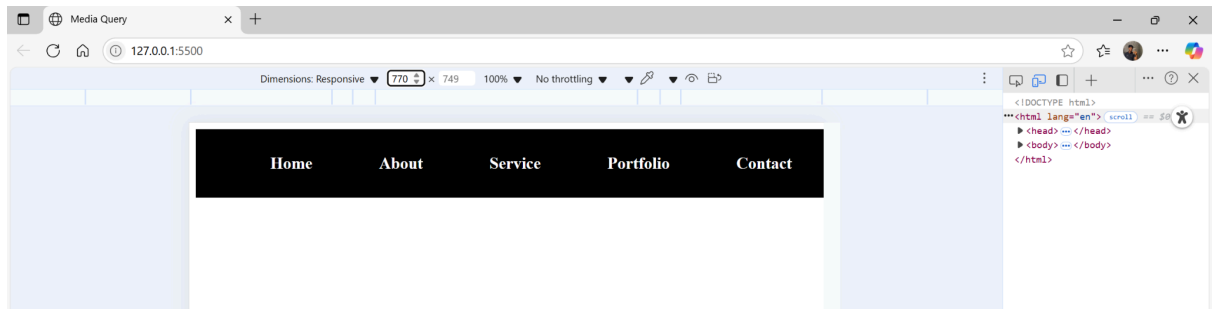 Media Query
127.0.0.1:5500
Dimensions: Responsive 770 × 749 100% No throttling
<!DOCTYPE html>
<html lang="en"> scroll == $0
<head> </head>
<body> </body>
</html>
Home About Service Portfolio Contact